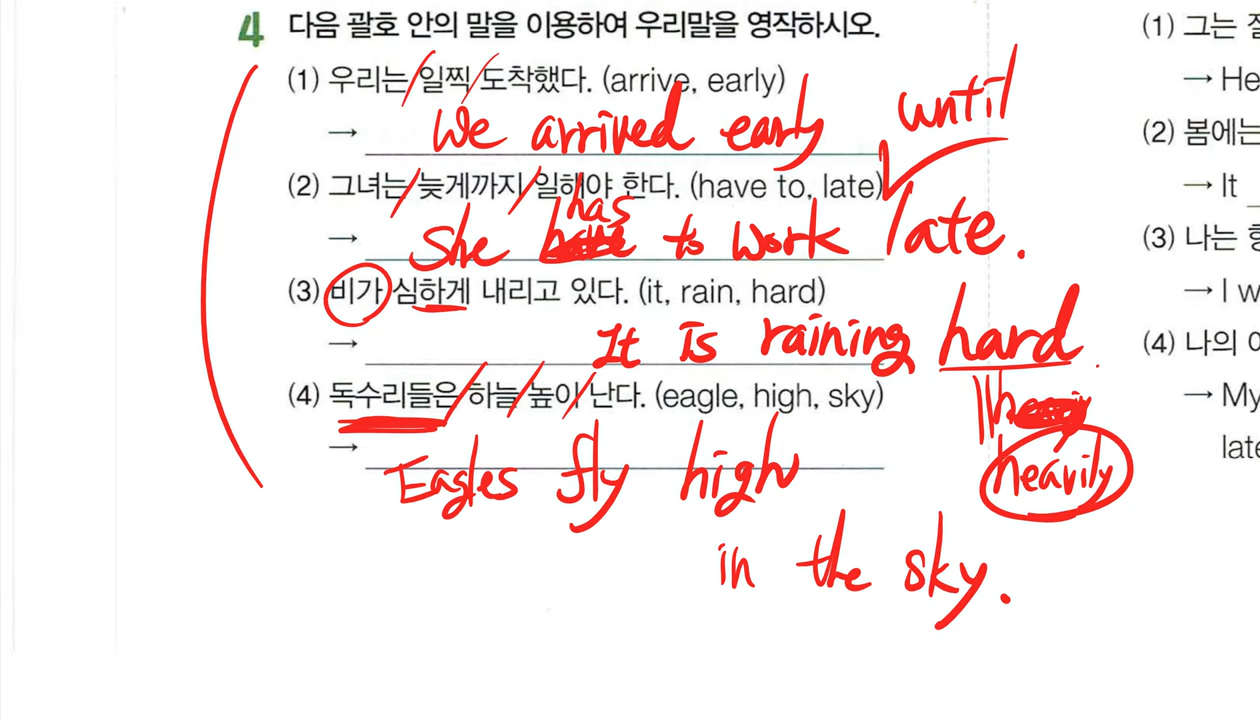 4 다음 괄호 안의 말을 이용하여 우리말을 영작하시오.
(1) 우리는 일찍 도착했다. (arrive, early)
→ We arrived early
until
(2) 그녀는 늦게까지 일해야 한다. (have to, late)
has
→ She have to work late.
(3) 비가 심하게 내리고 있다. (it, rain, hard)
→ It is raining hard.
(4) 독수리들은 하늘 높이 난다. (eagle, high, sky)
heavily
→ Eagles fly high
in the sky.
(1) 그는
→ He
(2) 봄에는
→ It
(3) 나는
→ I w
(4) 나의
→ My
late